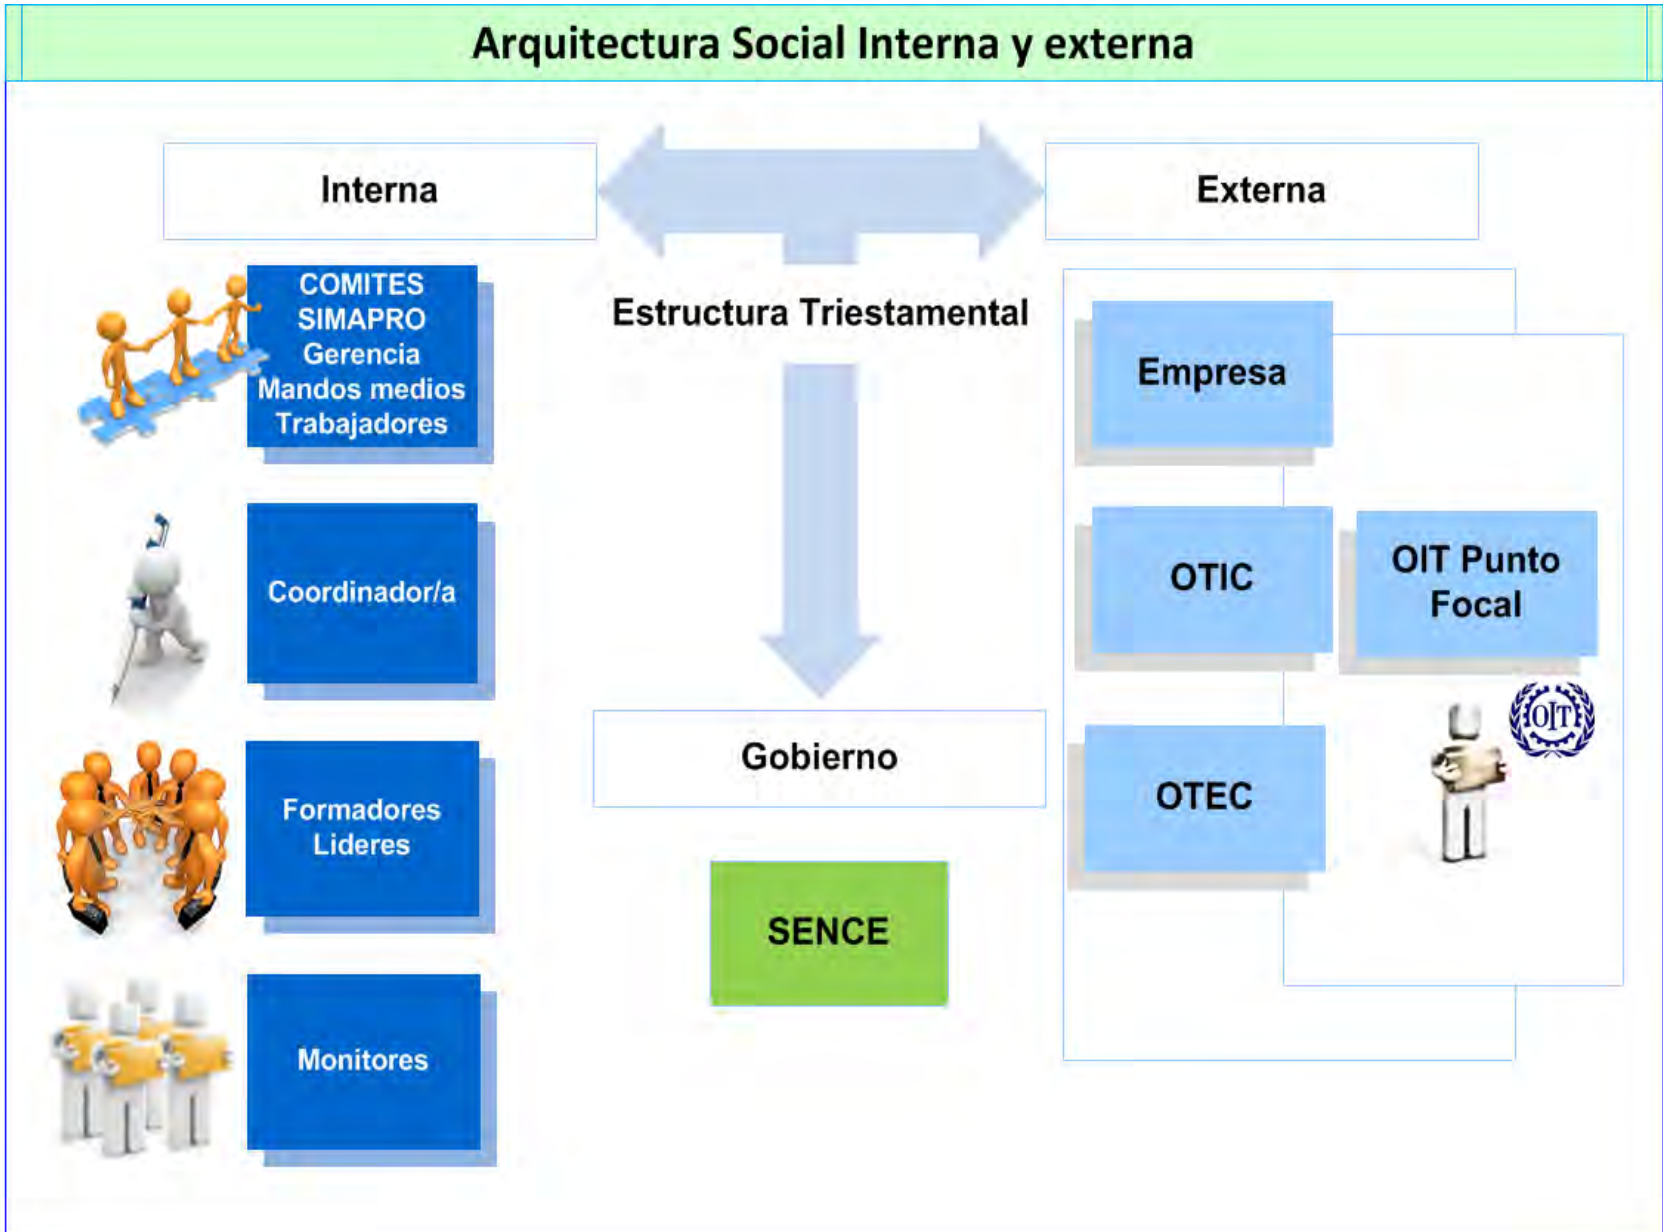 Arquitectura Social Interna y externa
Interna
Externa
Estructura Triestamental
COMITES
SIMAPRO
Gerencia
Mandos medios
Trabajadores
Coordinador/a
Formadores
Lideres
Monitores
Gobierno
SENCE
Empresa
OTIC
OTEC
OIT Punto
Focal
OIT